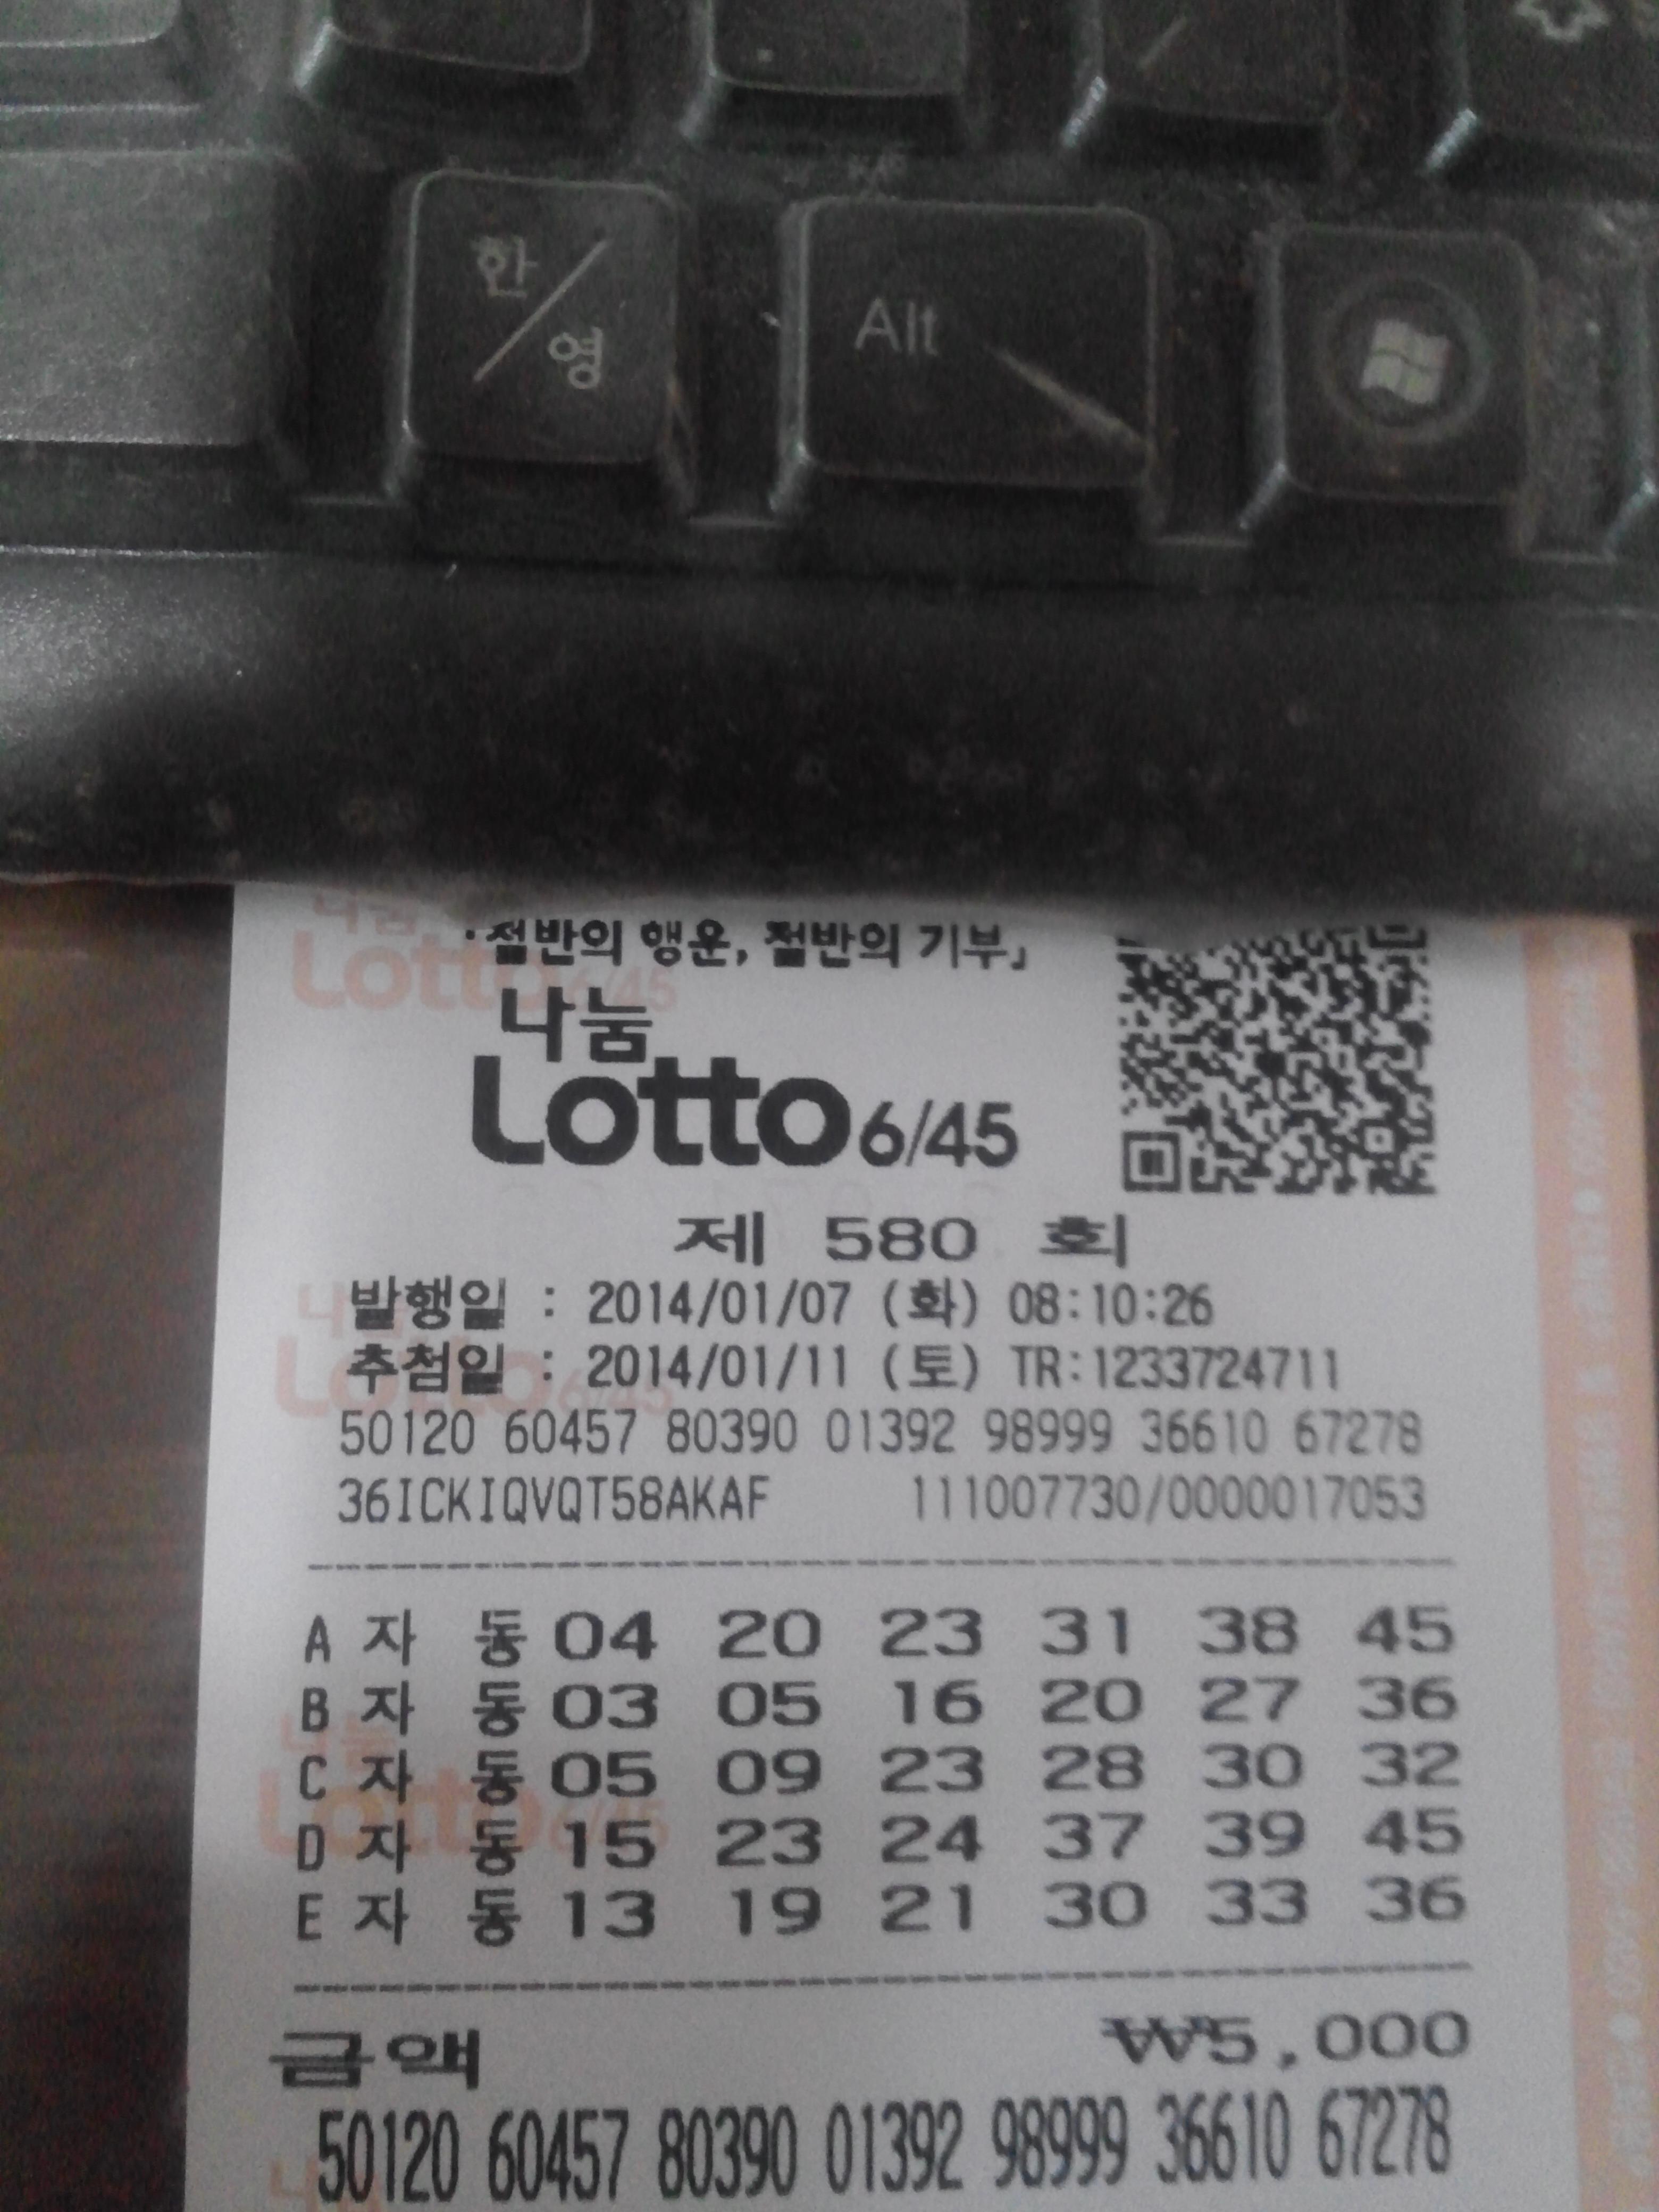 한/영
Alt
「절반의 행운, 절반의 기부」
나눔
Lotto 6/45
제 580 회
발행일 : 2014/01/07 (화) 08:10:26
추첨일 : 2014/01/11 (토) TR:1233724711
50120 60457 80390 01392 98999 36610 67278
36ICKIQVQT58AKAF 111007730/0000017053
A 자 동 04 20 23 31 38 45
B 자 동 03 05 16 20 27 36
C 자 동 05 09 23 28 30 32
D 자 동 15 23 24 37 39 45
E 자 동 13 19 21 30 33 36
금액 ₩5,000
50120 60457 80390 01392 98999 36610 67278